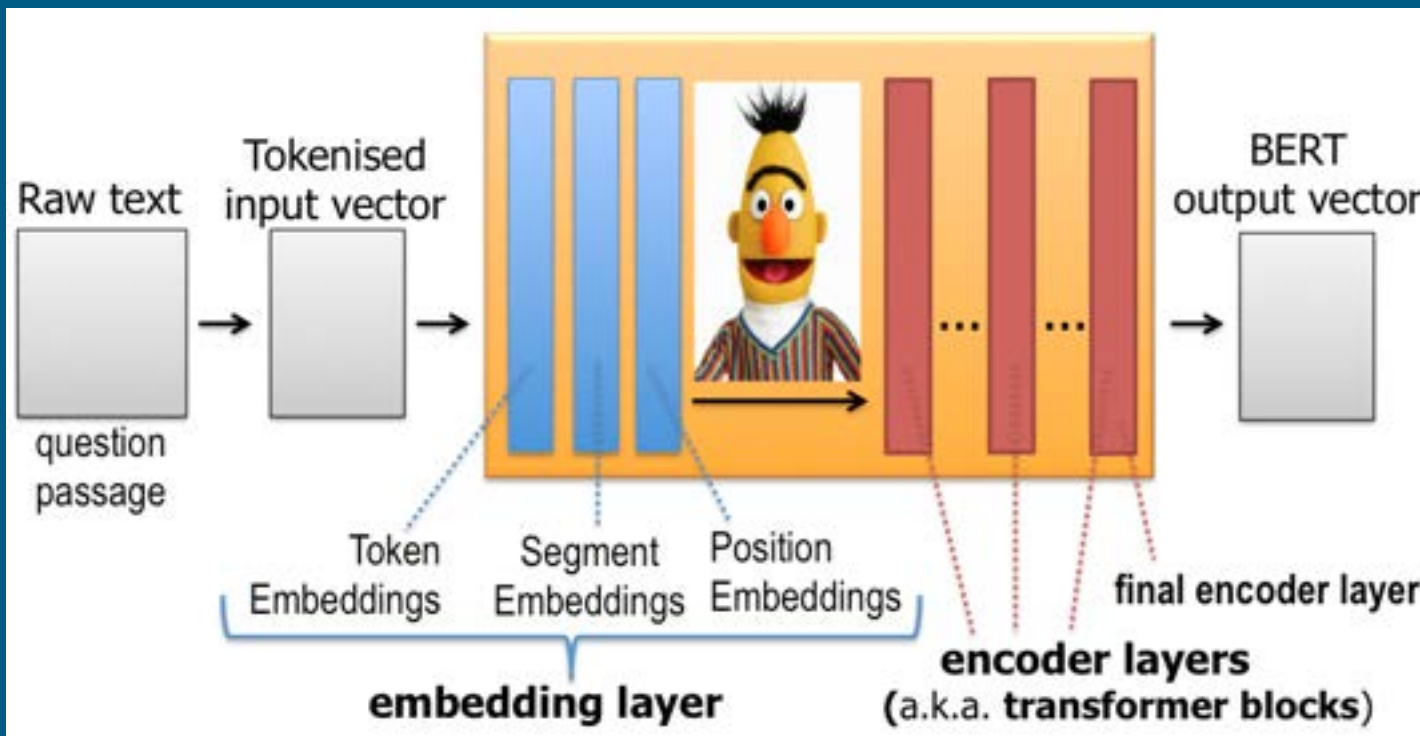 Raw text
Tokenised
input vector
BERT
output vector
...
...
question
passage
Token
Embeddings
Segment
Embeddings
Position
Embeddings
final encoder layer
embedding layer
encoder layers
(a.k.a. transformer blocks)